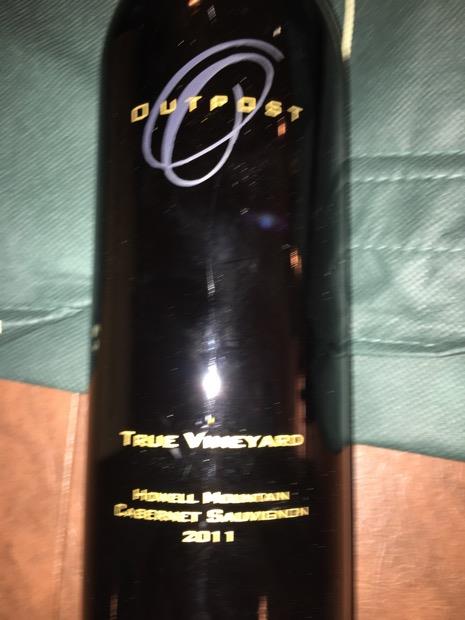 OUTPOST
TRUE VINEYARD
HOWELL MOUNTAIN
CABERNET SAUVIGNON
2011